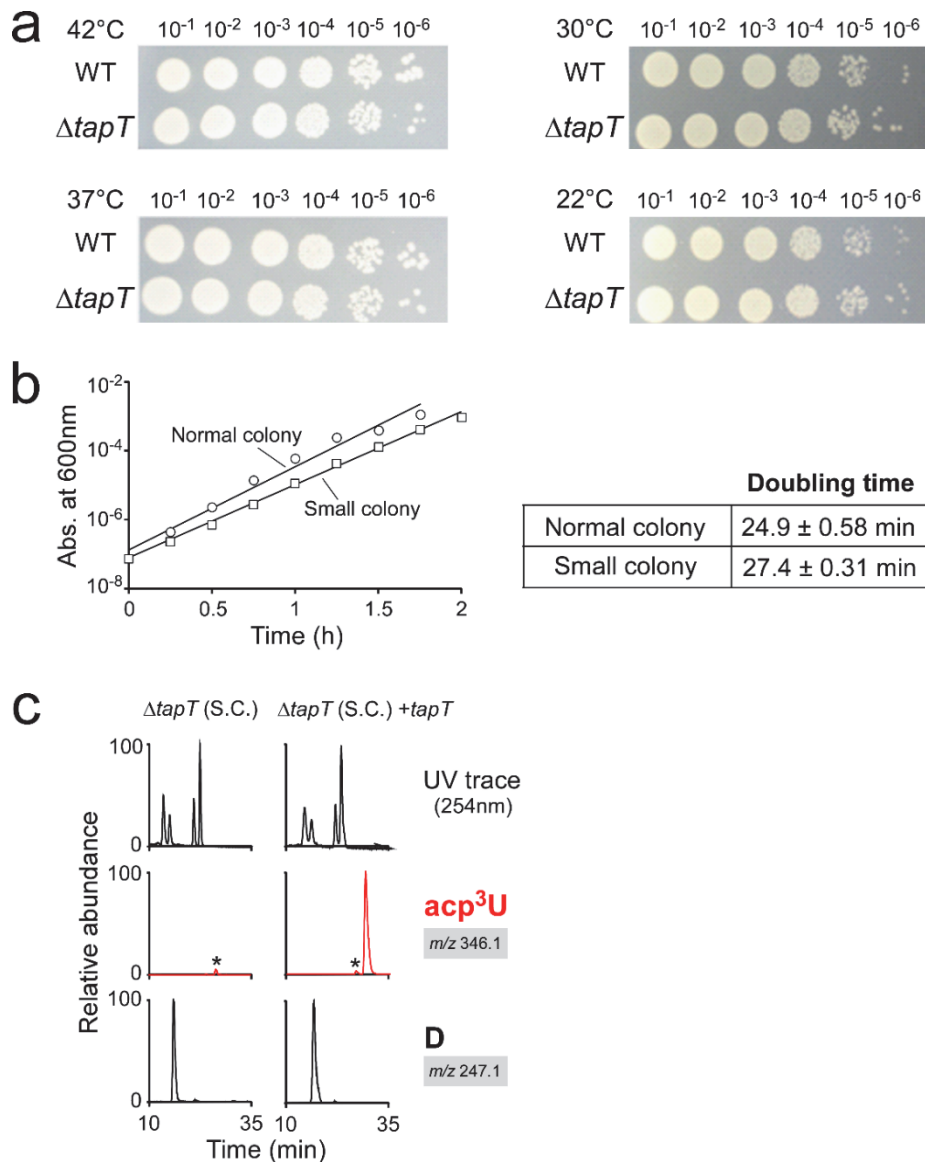 a
42°C 10⁻¹ 10⁻² 10⁻³ 10⁻⁴ 10⁻⁵ 10⁻⁶
WT
ΔtapT
30°C 10⁻¹ 10⁻² 10⁻³ 10⁻⁴ 10⁻⁵ 10⁻⁶
WT
ΔtapT
37°C 10⁻¹ 10⁻² 10⁻³ 10⁻⁴ 10⁻⁵ 10⁻⁶
WT
ΔtapT
22°C 10⁻¹ 10⁻² 10⁻³ 10⁻⁴ 10⁻⁵ 10⁻⁶
WT
ΔtapT
b
Abs. at 600nm
10⁻²
10⁻⁴
10⁻⁶
10⁻⁸
Normal colony
Small colony
0 0.5 1 1.5 2
Time (h)
Doubling time
Normal colony 24.9 ± 0.58 min
Small colony 27.4 ± 0.31 min
c
ΔtapT (S.C.) ΔtapT (S.C.) +tapT
Relative abundance
100 100
0 0
UV trace
(254nm)
100 100
* *
0 0
acp³U
m/z 346.1
100 100
0 0
D
m/z 247.1
10 35 10 35
Time (min)